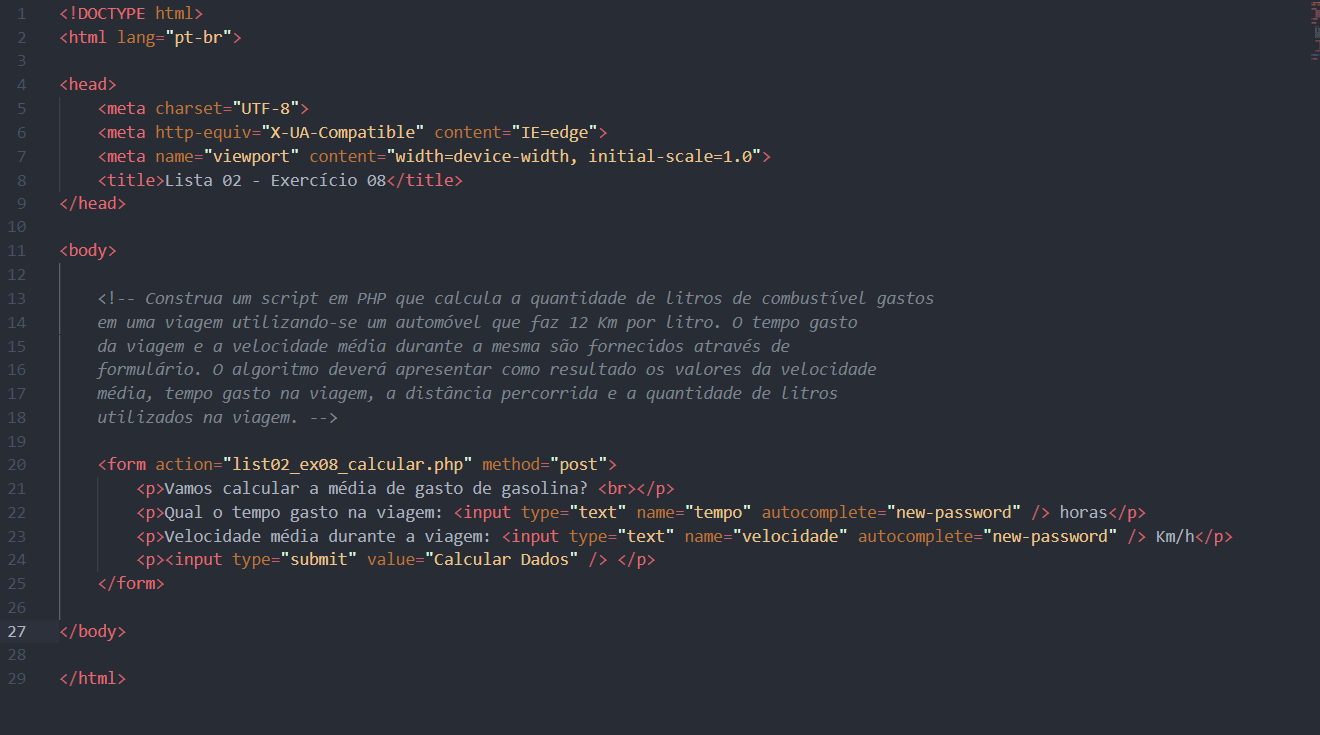 1 <!DOCTYPE html>
2 <html lang="pt-br">
3
4 <head>
5 <meta charset="UTF-8">
6 <meta http-equiv="X-UA-Compatible" content="IE=edge">
7 <meta name="viewport" content="width=device-width, initial-scale=1.0">
8 <title>Lista 02 - Exercício 08</title>
9 </head>
10
11 <body>
12
13 <!-- Construa um script em PHP que calcula a quantidade de litros de combustível gastos
14 em uma viagem utilizando-se um automóvel que faz 12 Km por litro. O tempo gasto
15 da viagem e a velocidade média durante a mesma são fornecidos através de
16 formulário. O algoritmo deverá apresentar como resultado os valores da velocidade
17 média, tempo gasto na viagem, a distância percorrida e a quantidade de litros
18 utilizados na viagem. -->
19
20 <form action="list02_ex08_calcular.php" method="post">
21 <p>Vamos calcular a média de gasto de gasolina? <br></p>
22 <p>Qual o tempo gasto na viagem: <input type="text" name="tempo" autocomplete="new-password" /> horas</p>
23 <p>Velocidade média durante a viagem: <input type="text" name="velocidade" autocomplete="new-password" /> Km/h</p>
24 <p><input type="submit" value="Calcular Dados" /> </p>
25 </form>
26
27 </body>
28
29 </html>